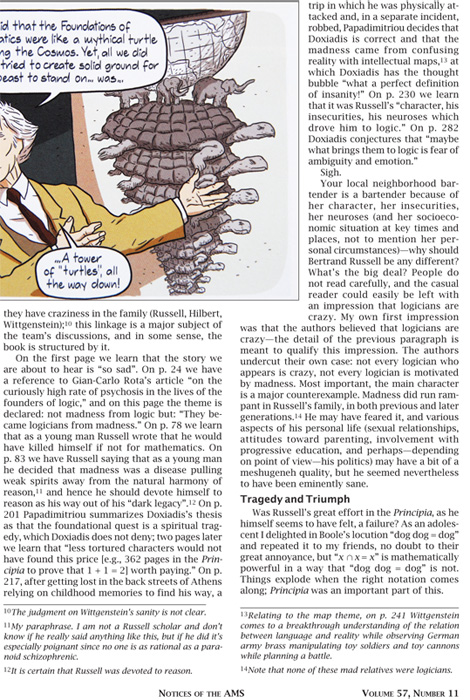 id that the Foundations of
atics were like a mythical turtle
ng the Cosmos. Yet, all we did
tried to create solid ground for
beast to stand on... was...
...A tower
of "turtles", all
the way down!
they have craziness in the family (Russell, Hilbert,
Wittgenstein);10 this linkage is a major subject of
the team's discussions, and in some sense, the
book is structured by it.
On the first page we learn that the story we
are about to hear is "so sad". On p. 24 we have
a reference to Gian-Carlo Rota's article "on the
curiously high rate of psychosis in the lives of the
founders of logic," and on this page the theme is
declared: not madness from logic but: "They be-
came logicians from madness." On p. 78 we learn
that as a young man Russell wrote that he would
have killed himself if not for mathematics. On
p. 83 we have Russell saying that as a young man
he decided that madness was a disease pulling
weak spirits away from the natural harmony of
reason,11 and hence he should devote himself to
reason as his way out of his "dark legacy".12 On p.
201 Papadimitriou summarizes Doxiadis's thesis
as that the foundational quest is a spiritual trag-
edy, which Doxiadis does not deny; two pages later
we learn that "less tortured characters would not
have found this price [e.g., 362 pages in the Prin-
cipia to prove that 1 + 1 = 2] worth paying." On p.
217, after getting lost in the back streets of Athens
relying on childhood memories to find his way, a
10The judgment on Wittgenstein's sanity is not clear.
11My paraphrase. I am not a Russell scholar and don't
know if he really said anything like this, but if he did it's
especially poignant since no one is as rational as a para-
noid schizophrenic.
12It is certain that Russell was devoted to reason.
trip in which he was physically at-
tacked and, in a separate incident,
robbed, Papadimitriou decides that
Doxiadis is correct and that the
madness came from confusing
reality with intellectual maps,13 at
which Doxiadis has the thought
bubble "what a perfect definition
of insanity!" On p. 230 we learn
that it was Russell's "character, his
insecurities, his neuroses which
drove him to logic." On p. 282
Doxiadis conjectures that "maybe
what brings them to logic is fear of
ambiguity and emotion."
Sigh.
Your local neighborhood bar-
tender is a bartender because of
her character, her insecurities,
her neuroses (and her socioeco-
nomic situation at key times and
places, not to mention her per-
sonal circumstances)—why should
Bertrand Russell be any different?
What's the big deal? People do
not read carefully, and the casual
reader could easily be left with
an impression that logicians are
crazy. My own first impression
was that the authors believed that logicians are
crazy—the detail of the previous paragraph is
meant to qualify this impression. The authors
undercut their own case: not every logician who
appears is crazy, not every logician is motivated
by madness. Most important, the main character
is a major counterexample. Madness did run ram-
pant in Russell's family, in both previous and later
generations.14 He may have feared it, and various
aspects of his personal life (sexual relationships,
attitudes toward parenting, involvement with
progressive education, and perhaps—depending
on point of view—his politics) may have a bit of a
meshugeneh quality, but he seemed nevertheless
to have been eminently sane.
Tragedy and Triumph
Was Russell's great effort in the Principia, as he
himself seems to have felt, a failure? As an adoles-
cent I delighted in Boole's locution "dog dog = dog"
and repeated it to my friends, no doubt to their
great annoyance, but "x ∩ x = x" is mathematically
powerful in a way that "dog dog = dog" is not.
Things explode when the right notation comes
along; Principia was an important part of this.
13Relating to the map theme, on p. 241 Wittgenstein
comes to a breakthrough understanding of the relation
between language and reality while observing German
army brass manipulating toy soldiers and toy cannons
while planning a battle.
14Note that none of these mad relatives were logicians.
NOTICES OF THE AMS
VOLUME 57, NUMBER 11